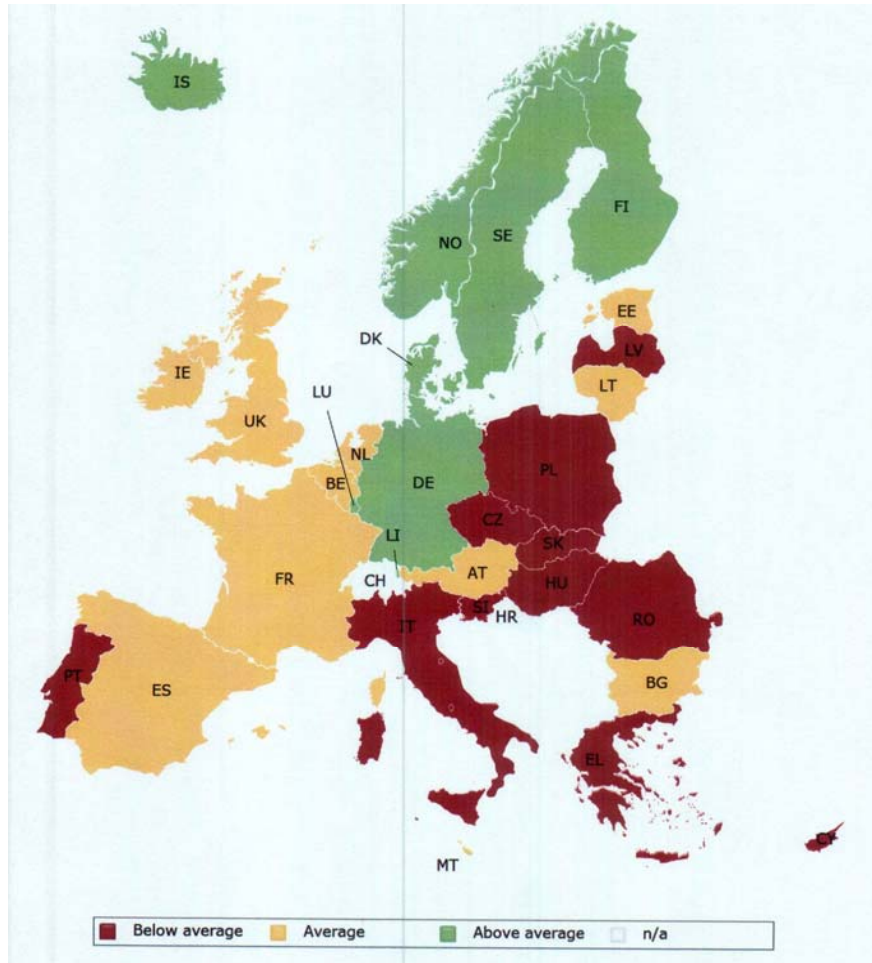 IS
FI
NO
SE
EE
DK
LV
IE
LT
LU
UK
NL
PL
BE
DE
CZ
LI
SK
AT
FR
CH
HU
SI
HR
RO
IT
PT
BG
ES
EL
CY
MT
Below average Average Above average n/a